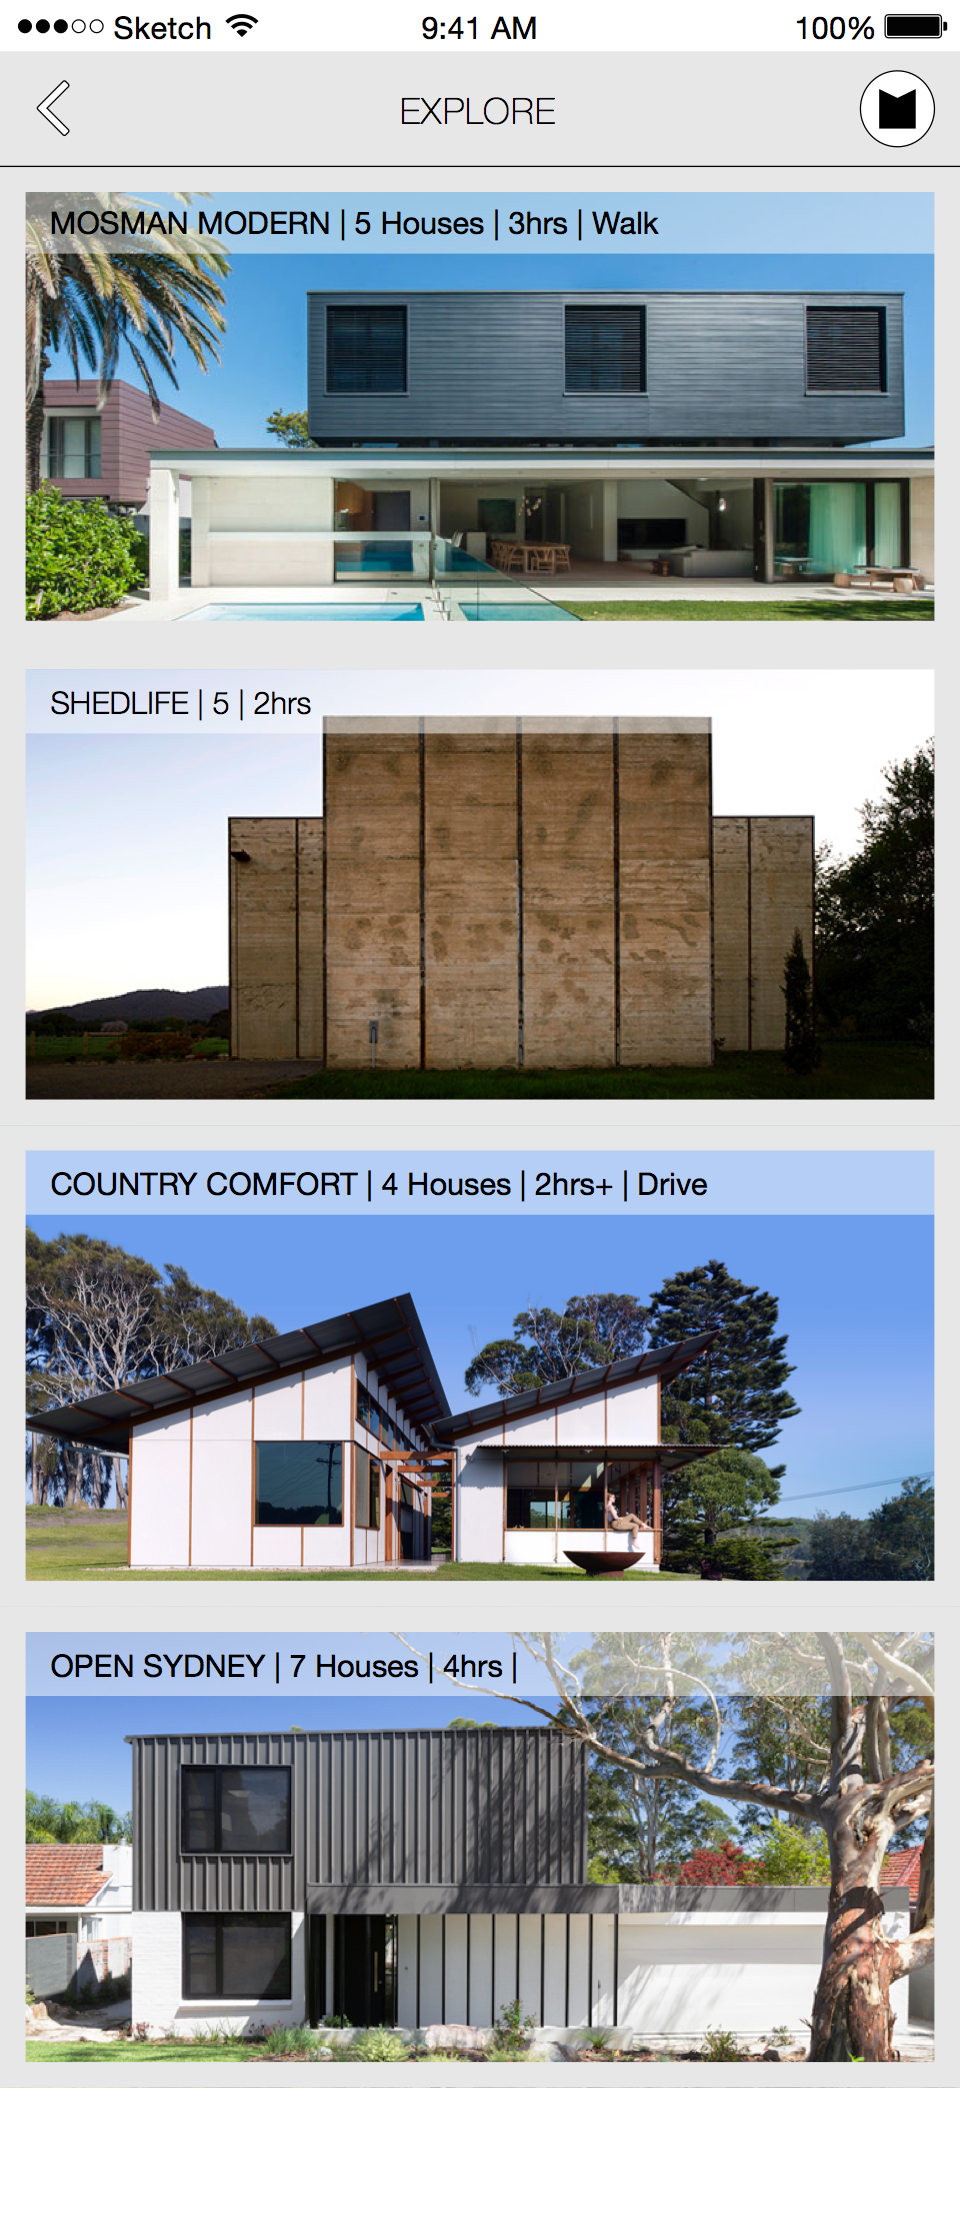 Sketch 9:41 AM 100%
EXPLORE
MOSMAN MODERN | 5 Houses | 3hrs | Walk
SHEDLIFE | 5 | 2hrs
COUNTRY COMFORT | 4 Houses | 2hrs+ | Drive
OPEN SYDNEY | 7 Houses | 4hrs |